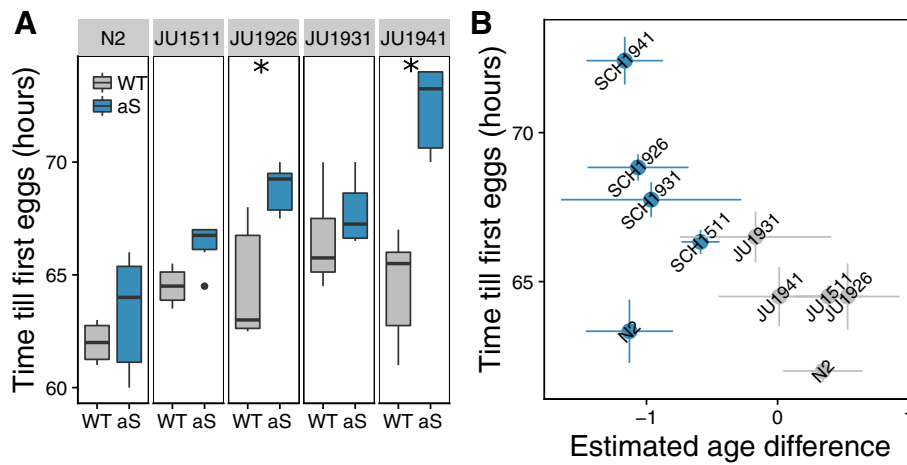 A
N2 JU1511 JU1926 JU1931 JU1941
* *
WT
aS
Time till first eggs (hours)
70
65
60
WT aS WT aS WT aS WT aS WT aS
B
SCH1941
SCH1926
SCH1931
SCH1511
JU1931
JU1941
JU1511
JU1926
N2
N2
Time till first eggs (hours)
70
65
−1 0 1
Estimated age difference